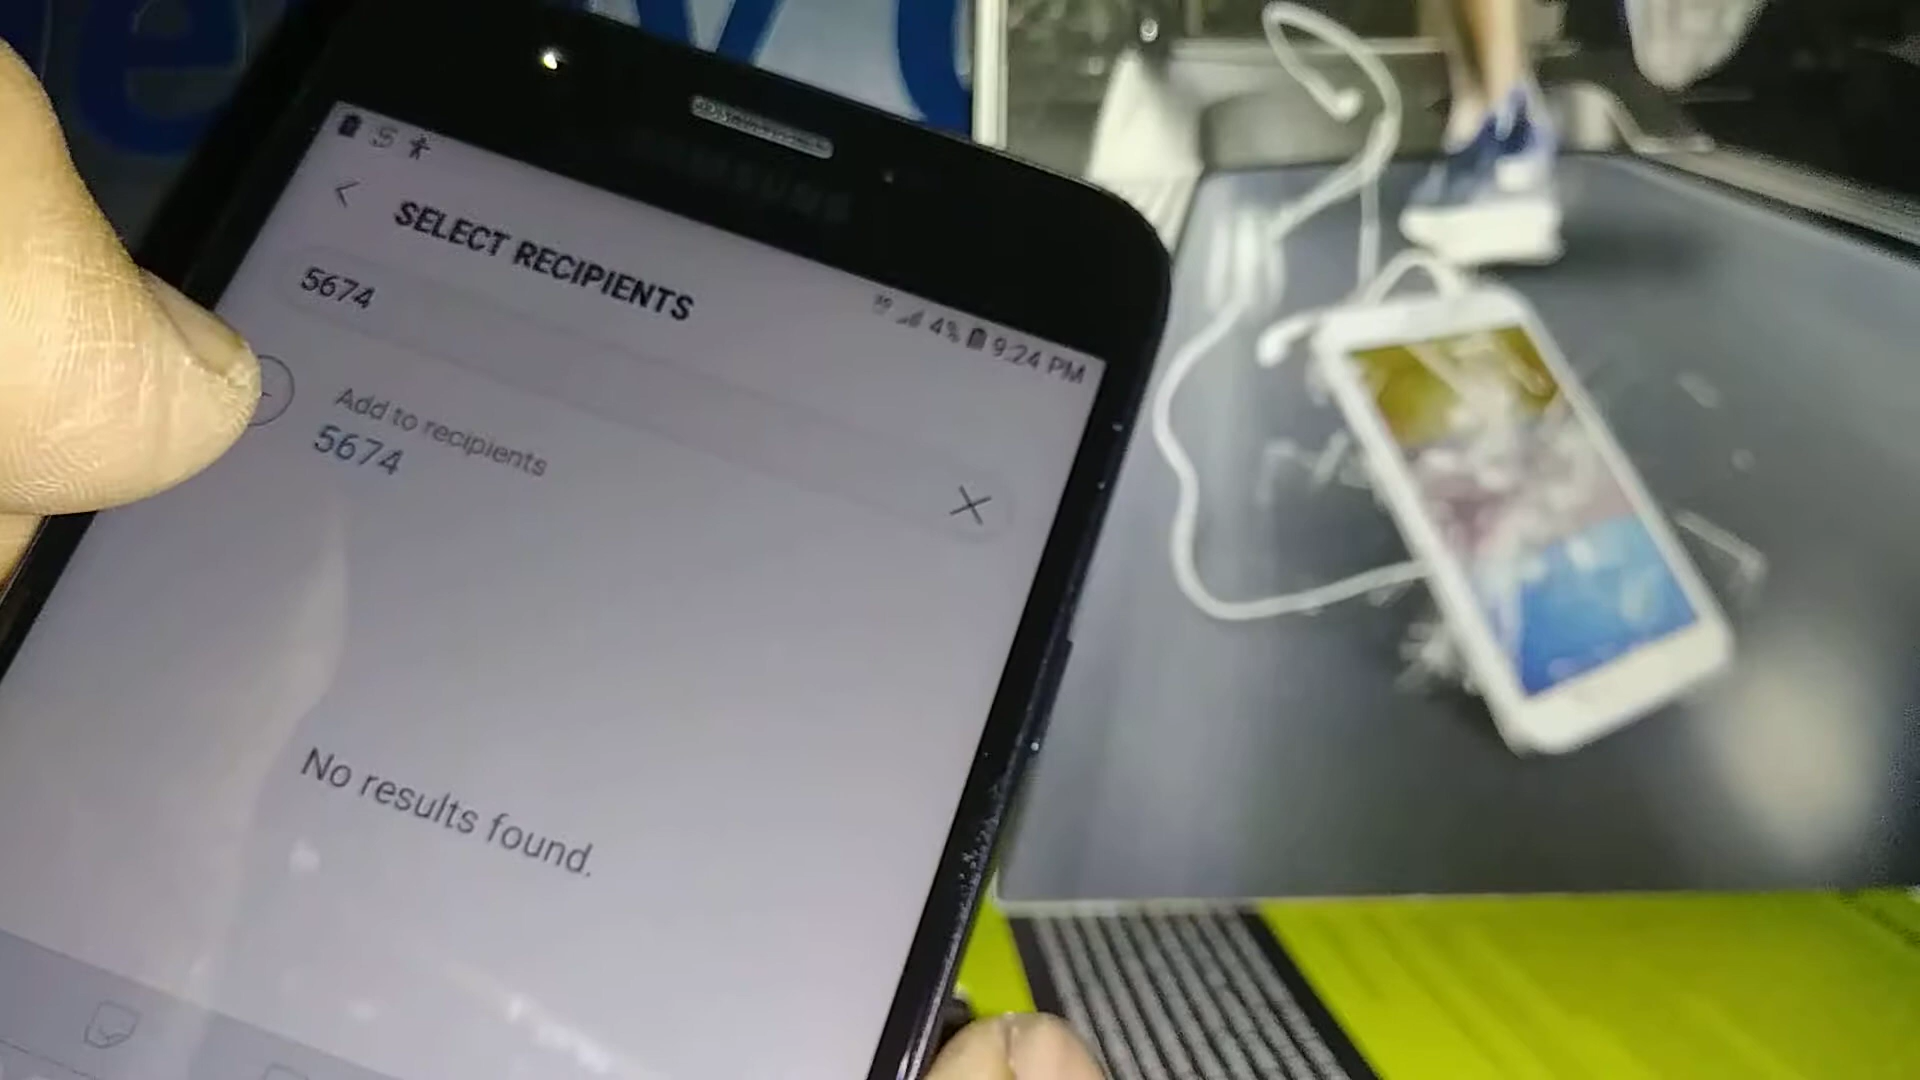 4% 9:24 PM
SELECT RECIPIENTS
5674
Add to recipients
5674
No results found.
SAMSUNG